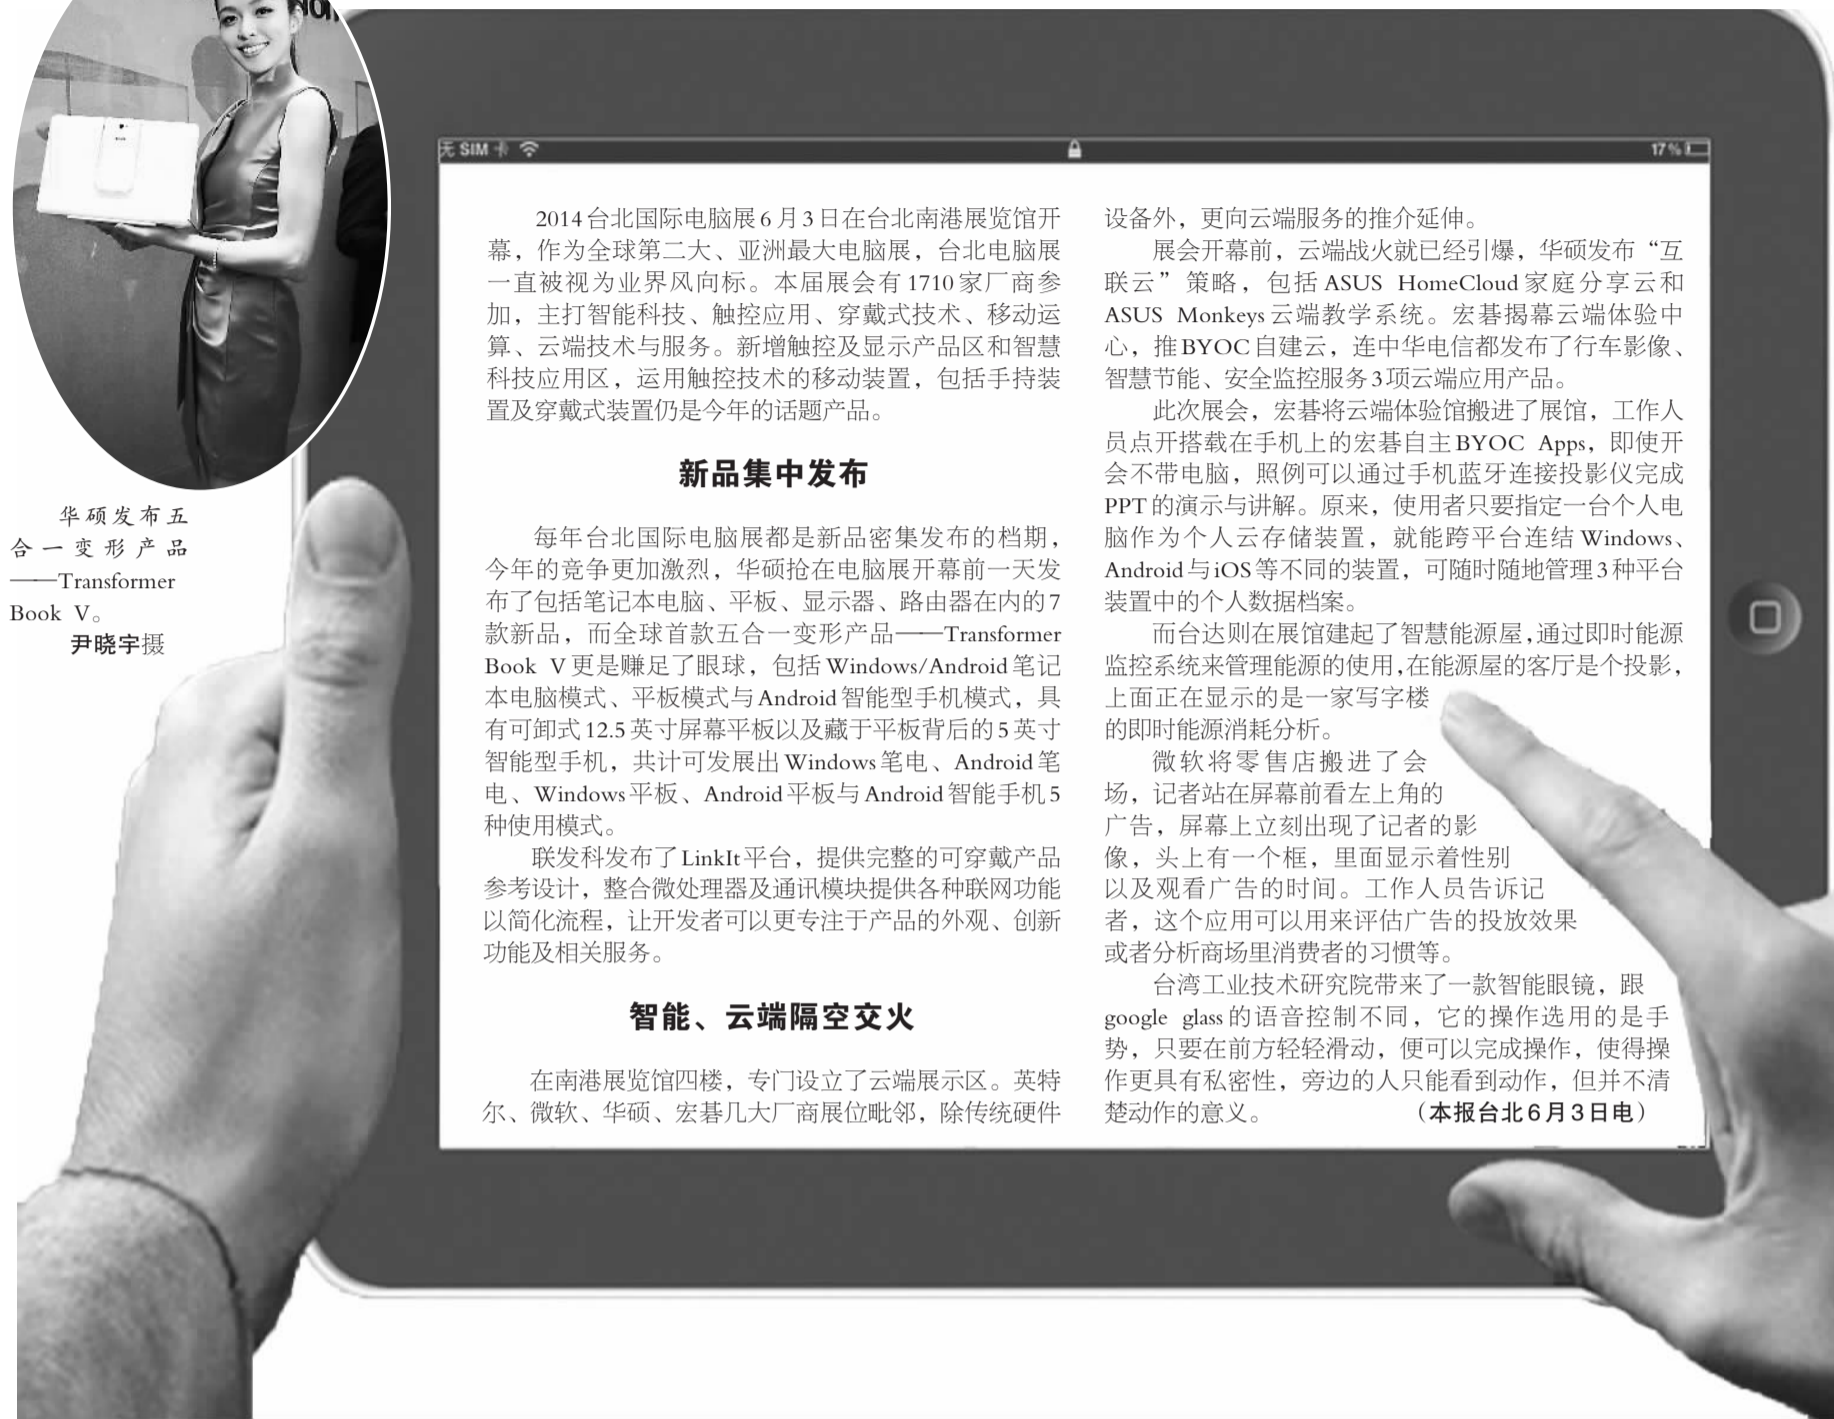 无 SIM 卡
17%
2014台北国际电脑展6月3日在台北南港展览馆开
幕，作为全球第二大、亚洲最大电脑展，台北电脑展
一直被视为业界风向标。本届展会有1710家厂商参
加，主打智能科技、触控应用、穿戴式技术、移动运
算、云端技术与服务。新增触控及显示产品区和智慧
科技应用区，运用触控技术的移动装置，包括手持装
置及穿戴式装置仍是今年的话题产品。
新品集中发布
每年台北国际电脑展都是新品密集发布的档期，
今年的竞争更加激烈，华硕抢在电脑展开幕前一天发
布了包括笔记本电脑、平板、显示器、路由器在内的7
款新品，而全球首款五合一变形产品——Transformer
Book V更是赚足了眼球，包括Windows/Android笔记
本电脑模式、平板模式与Android智能型手机模式，具
有可卸式12.5英寸屏幕平板以及藏于平板背后的5英寸
智能型手机，共计可发展出Windows笔电、Android笔
电、Windows平板、Android平板与Android智能手机5
种使用模式。
联发科发布了LinkIt平台，提供完整的可穿戴产品
参考设计，整合微处理器及通讯模块提供各种联网功能
以简化流程，让开发者可以更专注于产品的外观、创新
功能及相关服务。
智能、云端隔空交火
在南港展览馆四楼，专门设立了云端展示区。英特
尔、微软、华硕、宏碁几大厂商展位毗邻，除传统硬件
设备外，更向云端服务的推介延伸。
展会开幕前，云端战火就已经引爆，华硕发布“互
联云”策略，包括ASUS HomeCloud家庭分享云和
ASUS Monkeys云端教学系统。宏碁揭幕云端体验中
心，推BYOC自建云，连中华电信都发布了行车影像、
智慧节能、安全监控服务3项云端应用产品。
此次展会，宏碁将云端体验馆搬进了展馆，工作人
员点开搭载在手机上的宏碁自主BYOC Apps，即使开
会不带电脑，照例可以通过手机蓝牙连接投影仪完成
PPT的演示与讲解。原来，使用者只要指定一台个人电
脑作为个人云存储装置，就能跨平台连结Windows、
Android与iOS等不同的装置，可随时随地管理3种平台
装置中的个人数据档案。
而台达则在展馆建起了智慧能源屋，通过即时能源
监控系统来管理能源的使用，在能源屋的客厅是个投影，
上面正在显示的是一家写字楼
的即时能源消耗分析。
微软将零售店搬进了会
场，记者站在屏幕前看左上角的
广告，屏幕上立刻出现了记者的影
像，头上有一个框，里面显示着性别
以及观看广告的时间。工作人员告诉记
者，这个应用可以用来评估广告的投放效果
或者分析商场里消费者的习惯等。
台湾工业技术研究院带来了一款智能眼镜，跟
google glass的语音控制不同，它的操作选用的是手
势，只要在前方轻轻滑动，便可以完成操作，使得操
作更具有私密性，旁边的人只能看到动作，但并不清
楚动作的意义。 （本报台北6月3日电）
华硕发布五
合一变形产品
——Transformer
Book V。
尹晓宇摄